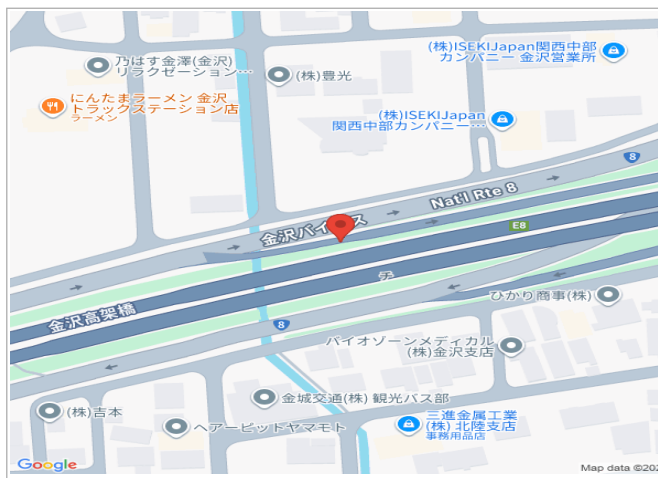 乃はす金澤(金沢)
リラクゼーション…
(株)豊光
(株)ISEKIJapan関西中部
カンパニー 金沢営業所
にんたまラーメン 金沢
トラックステーション店
ラーメン
(株)ISEKIJapan
関西中部カンパニー…
8
Nat'l Rte 8
金沢バイパス
E8
チ
金沢高架橋
8
ひかり商事(株)
バイオゾーンメディカル
(株)金沢支店
(株)吉本
金城交通(株) 観光バス部
ヘアーピットヤマモト
三進金属工業
(株) 北陸支店
事務用品店
Google
Map data ©202